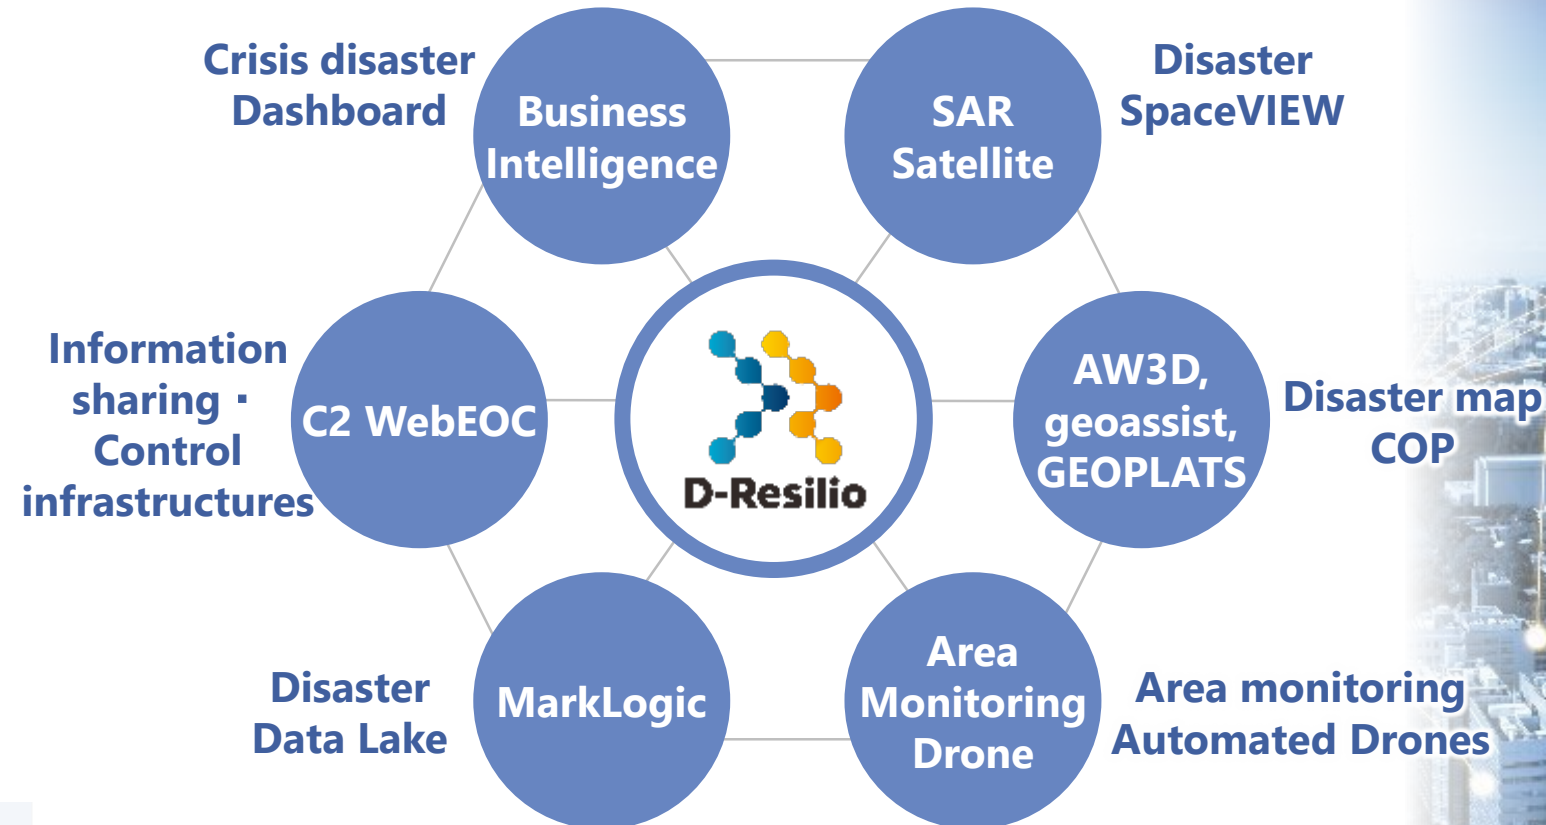 Crisis disaster
Dashboard
Business
Intelligence
SAR
Satellite
Disaster
SpaceVIEW
Information
sharing・
Control
infrastructures
C2 WebEOC
D-Resilio
AW3D,
geoassist,
GEOPLATS
Disaster map
COP
Disaster
Data Lake
MarkLogic
Area
Monitoring
Drone
Area monitoring
Automated Drones